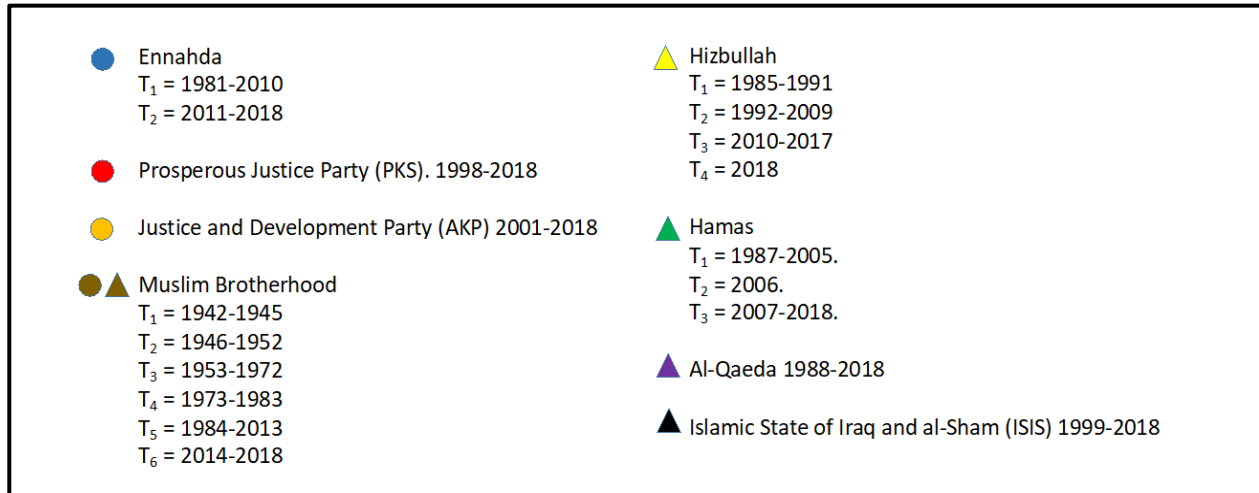 Ennahda
T₁ = 1981-2010
T₂ = 2011-2018
Prosperous Justice Party (PKS). 1998-2018
Justice and Development Party (AKP) 2001-2018
Muslim Brotherhood
T₁ = 1942-1945
T₂ = 1946-1952
T₃ = 1953-1972
T₄ = 1973-1983
T₅ = 1984-2013
T₆ = 2014-2018
Hizbullah
T₁ = 1985-1991
T₂ = 1992-2009
T₃ = 2010-2017
T₄ = 2018
Hamas
T₁ = 1987-2005.
T₂ = 2006.
T₃ = 2007-2018.
Al-Qaeda 1988-2018
Islamic State of Iraq and al-Sham (ISIS) 1999-2018